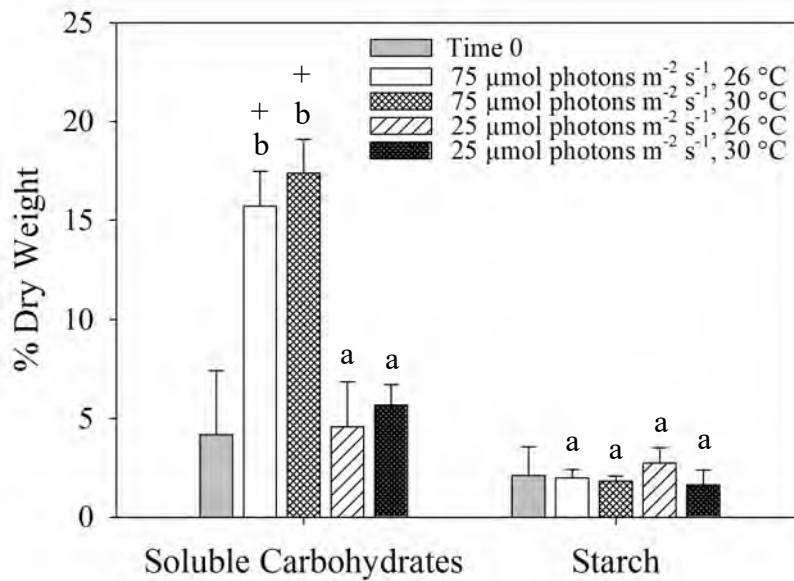 25
20
15
10
5
0
% Dry Weight
Time 0
75 μmol photons m⁻² s⁻¹, 26 °C
75 μmol photons m⁻² s⁻¹, 30 °C
25 μmol photons m⁻² s⁻¹, 26 °C
25 μmol photons m⁻² s⁻¹, 30 °C
+ +
b b
a a
a a a a
Soluble Carbohydrates Starch